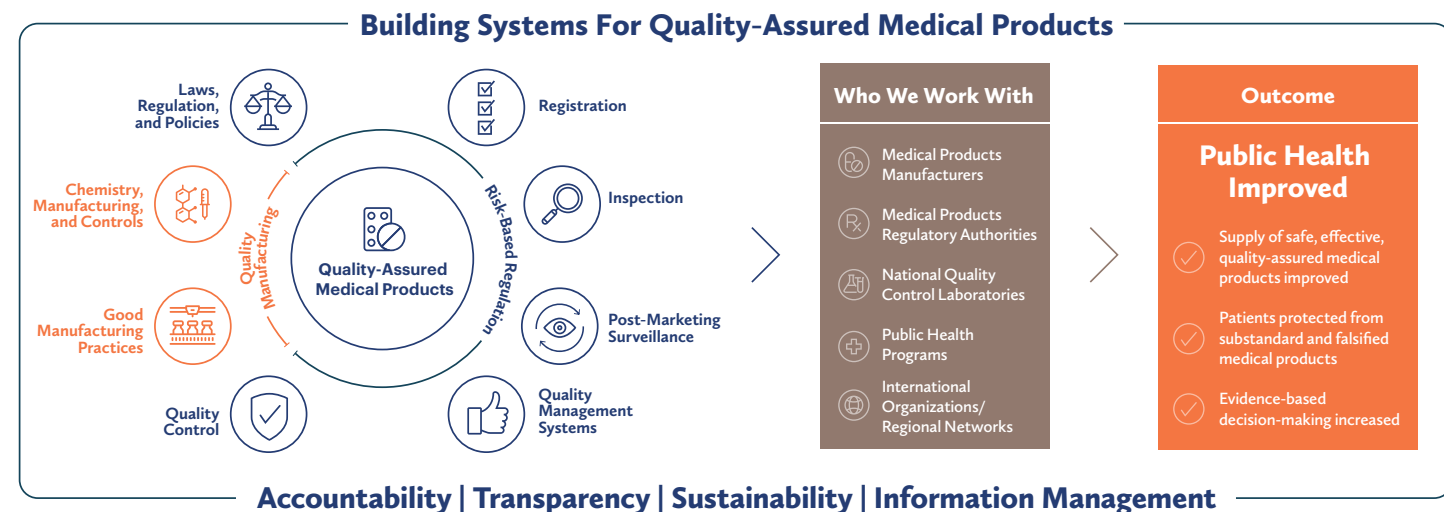 Building Systems For Quality-Assured Medical Products
Laws,
Regulation,
and Policies
Registration
Chemistry,
Manufacturing,
and Controls
Inspection
Quality
Manufacturing
Risk-Based Regulation
Quality-Assured
Medical Products
Good
Manufacturing
Practices
Post-Marketing
Surveillance
Quality
Control
Quality
Management
Systems
Who We Work With
Medical Products
Manufacturers
Rx
Medical Products
Regulatory Authorities
National Quality
Control Laboratories
Public Health
Programs
International
Organizations/
Regional Networks
Outcome
Public Health
Improved
Supply of safe, effective,
quality-assured medical
products improved
Patients protected from
substandard and falsified
medical products
Evidence-based
decision-making increased
Accountability | Transparency | Sustainability | Information Management